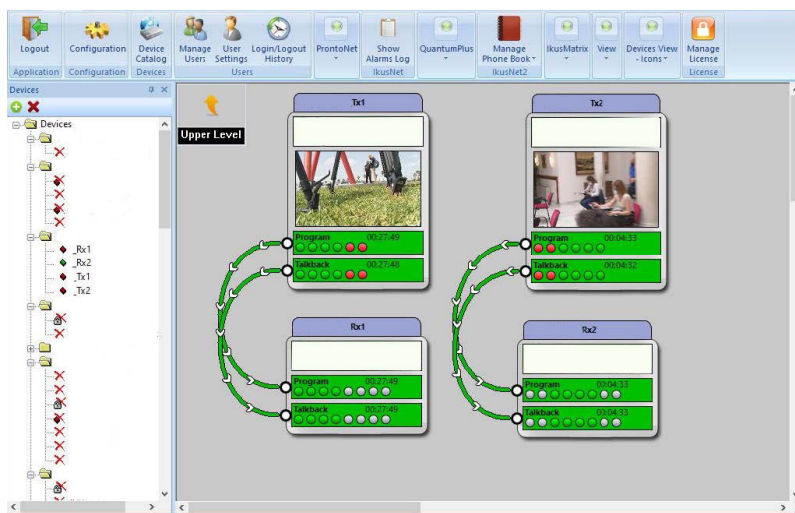 Logout
Configuration
Device
Catalog
Manage
Users
User
Settings
Login/Logout
History
ProntoNet
Show
Alarms Log
QuantumPlus
Manage
Phone Book
IkusMatrix
View
Devices View
- Icons
Manage
License
Application
Configuration
Devices
Users
IkusNet
IkusNet2
License
Devices
Devices
_Rx1
_Rx2
_Tx1
_Tx2
Upper Level
Tx1
Program 00:27:49
Talkback 00:27:48
Tx2
Program 00:04:33
Talkback 00:04:32
Rx1
Program 00:27:49
Talkback 00:27:49
Rx2
Program 00:04:33
Talkback 00:04:33